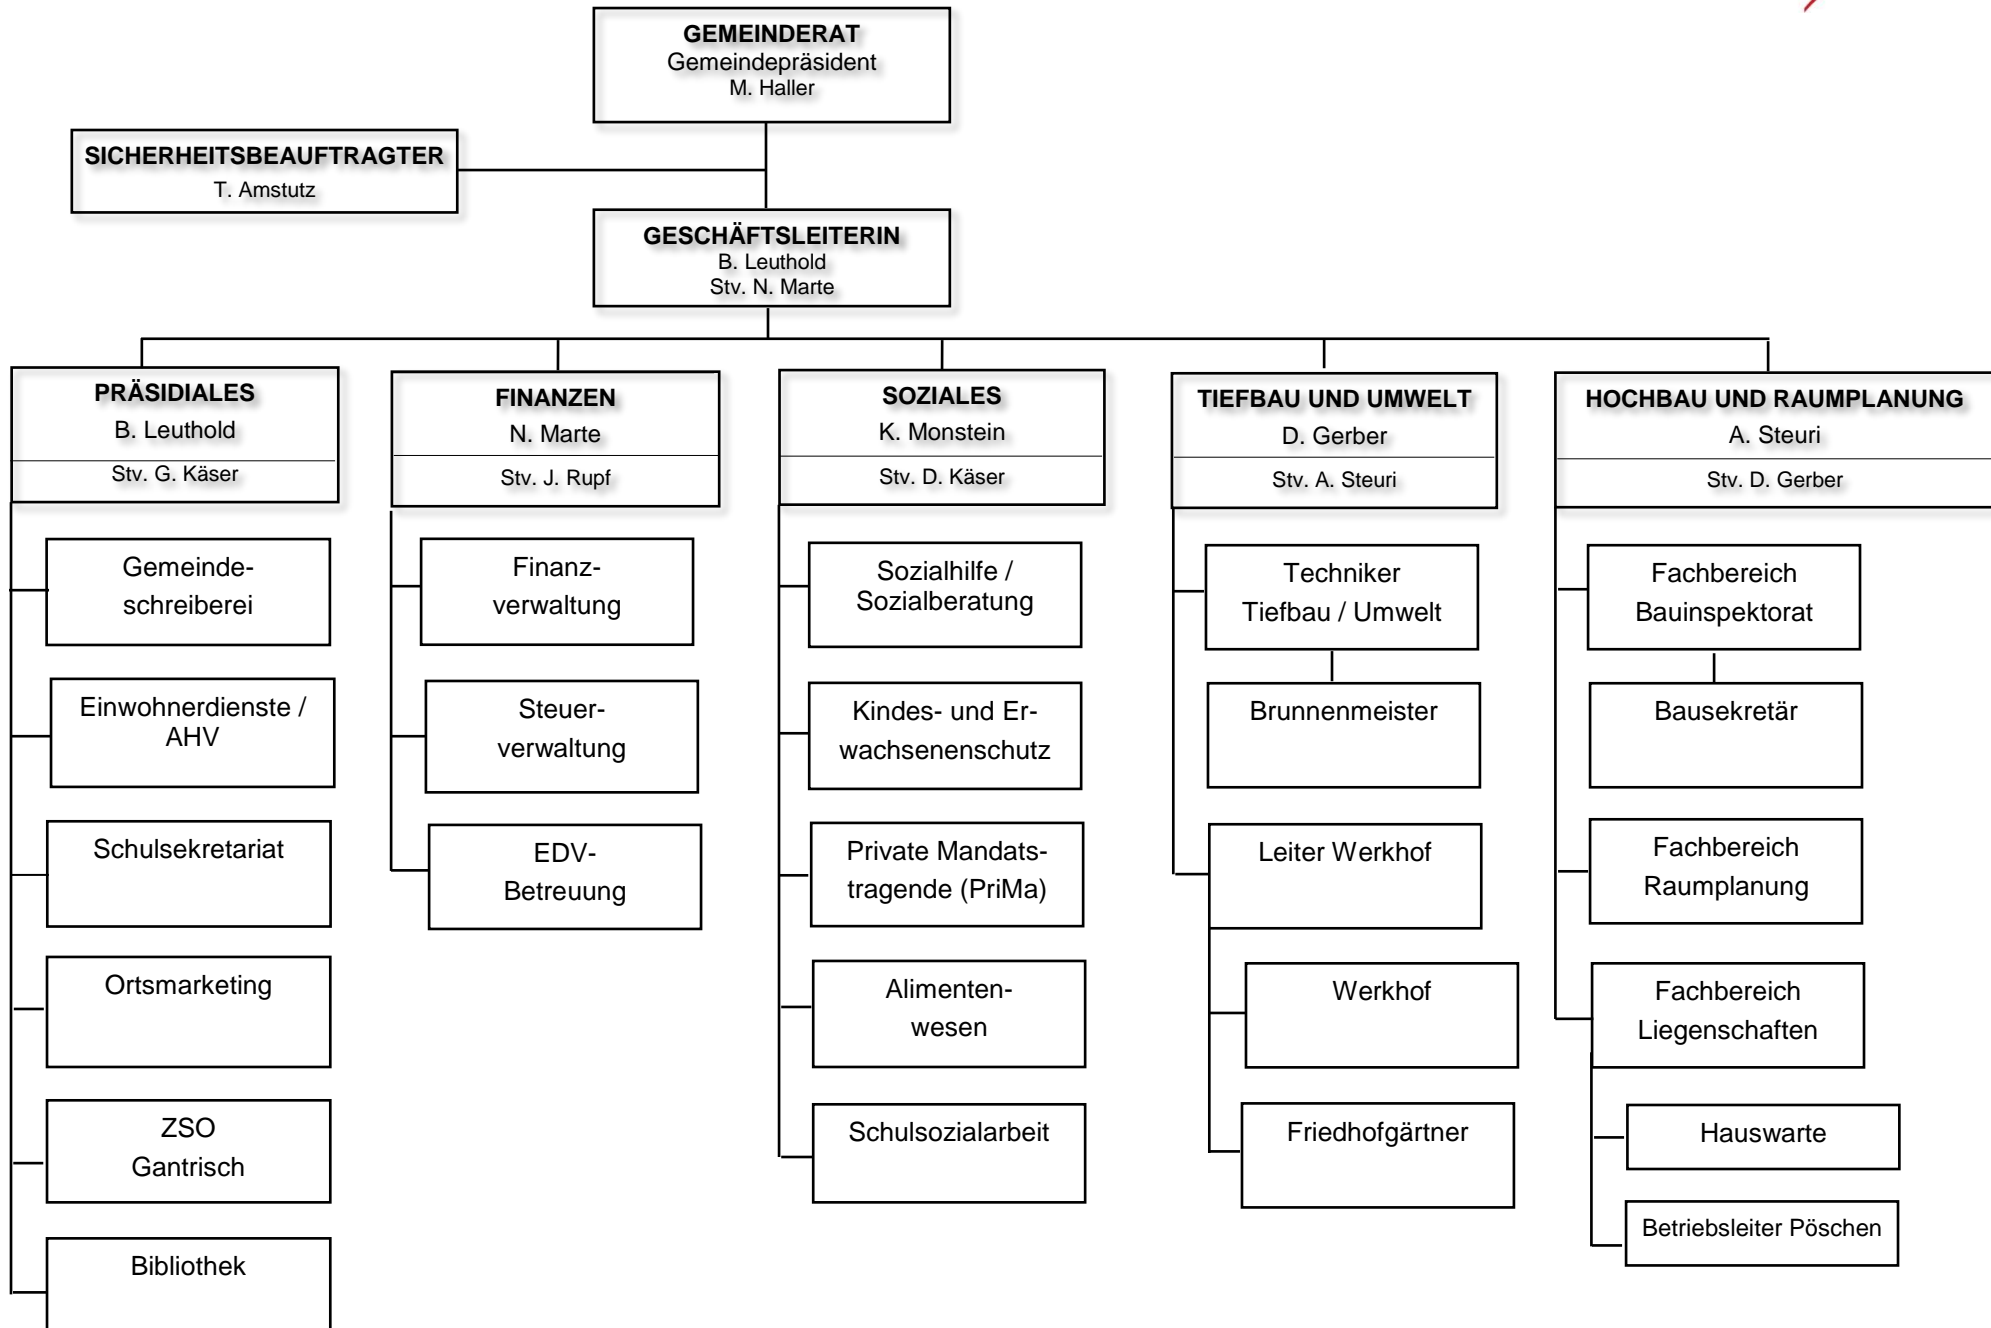 GEMEINDERAT
Gemeindepräsident
M. Haller
SICHERHEITSBEAUFTRAGTER
T. Amstutz
GESCHÄFTSLEITERIN
B. Leuthold
Stv. N. Marte
PRÄSIDIALES
B. Leuthold
Stv. G. Käser
Gemeinde-
schreiberei
Einwohnerdienste /
AHV
Schulsekretariat
Ortsmarketing
ZSO
Gantrisch
Bibliothek
FINANZEN
N. Marte
Stv. J. Rupf
Finanz-
verwaltung
Steuer-
verwaltung
EDV-
Betreuung
SOZIALES
K. Monstein
Stv. D. Käser
Sozialhilfe /
Sozialberatung
Kindes- und Er-
wachsenenschutz
Private Mandats-
tragende (PriMa)
Alimenten-
wesen
Schulsozialarbeit
TIEFBAU UND UMWELT
D. Gerber
Stv. A. Steuri
Techniker
Tiefbau / Umwelt
Brunnenmeister
Leiter Werkhof
Werkhof
Friedhofgärtner
HOCHBAU UND RAUMPLANUNG
A. Steuri
Stv. D. Gerber
Fachbereich
Bauinspektorat
Bausekretär
Fachbereich
Raumplanung
Fachbereich
Liegenschaften
Hauswarte
Betriebsleiter Pöschen